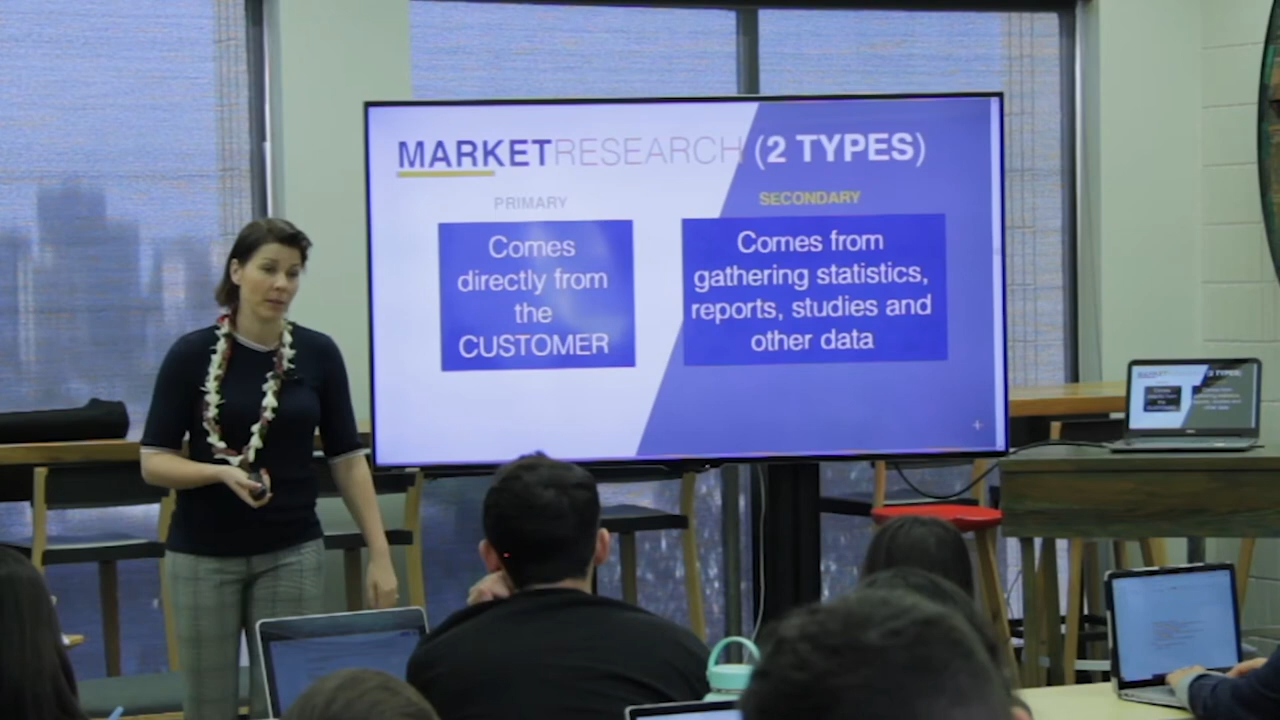 MARKETRESEARCH (2 TYPES)
PRIMARY
Comes
directly from
the
CUSTOMER
SECONDARY
Comes from
gathering statistics,
reports, studies and
other data